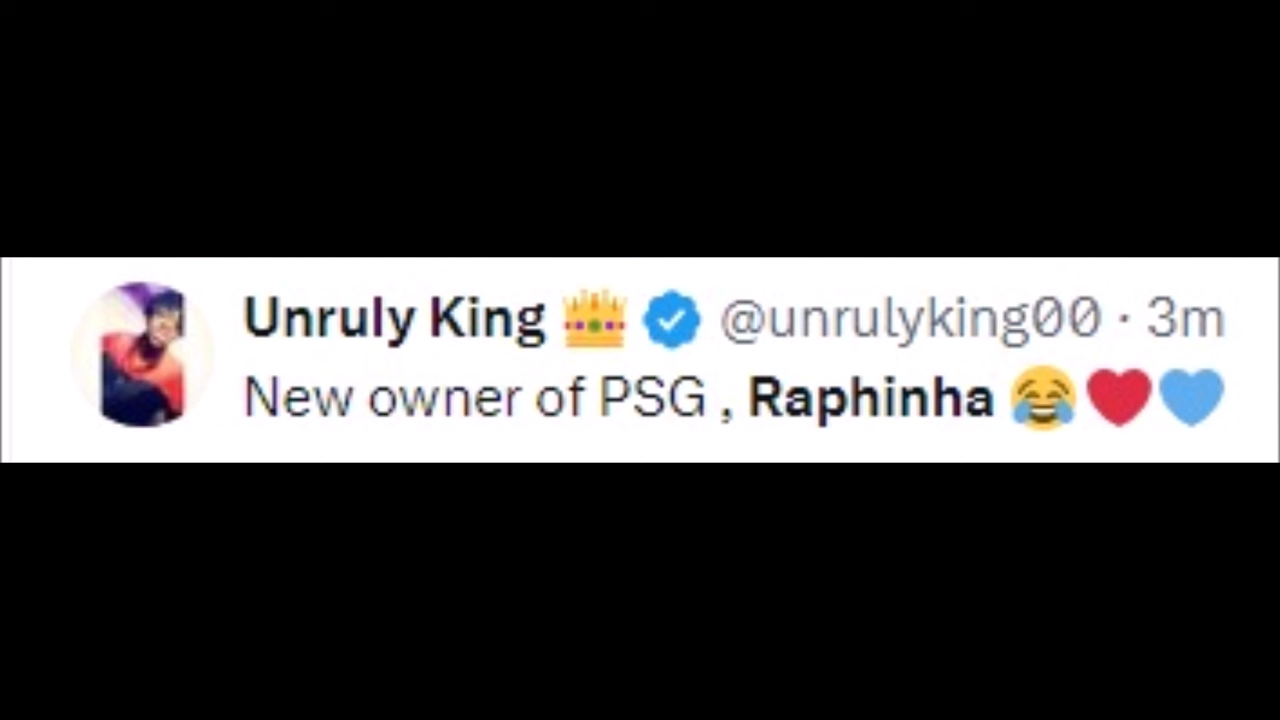 Unruly King 👑 @unrulyking00 · 3m
New owner of PSG , Raphinha 😂❤️💙